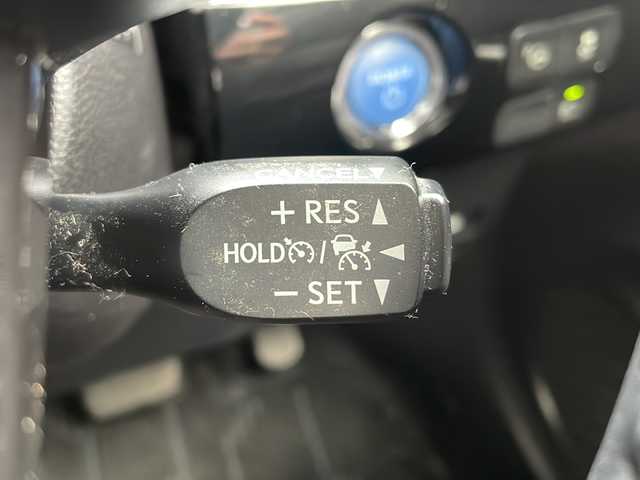 CANCEL▼
+ RES ▲
HOLD / ◀
− SET ▼